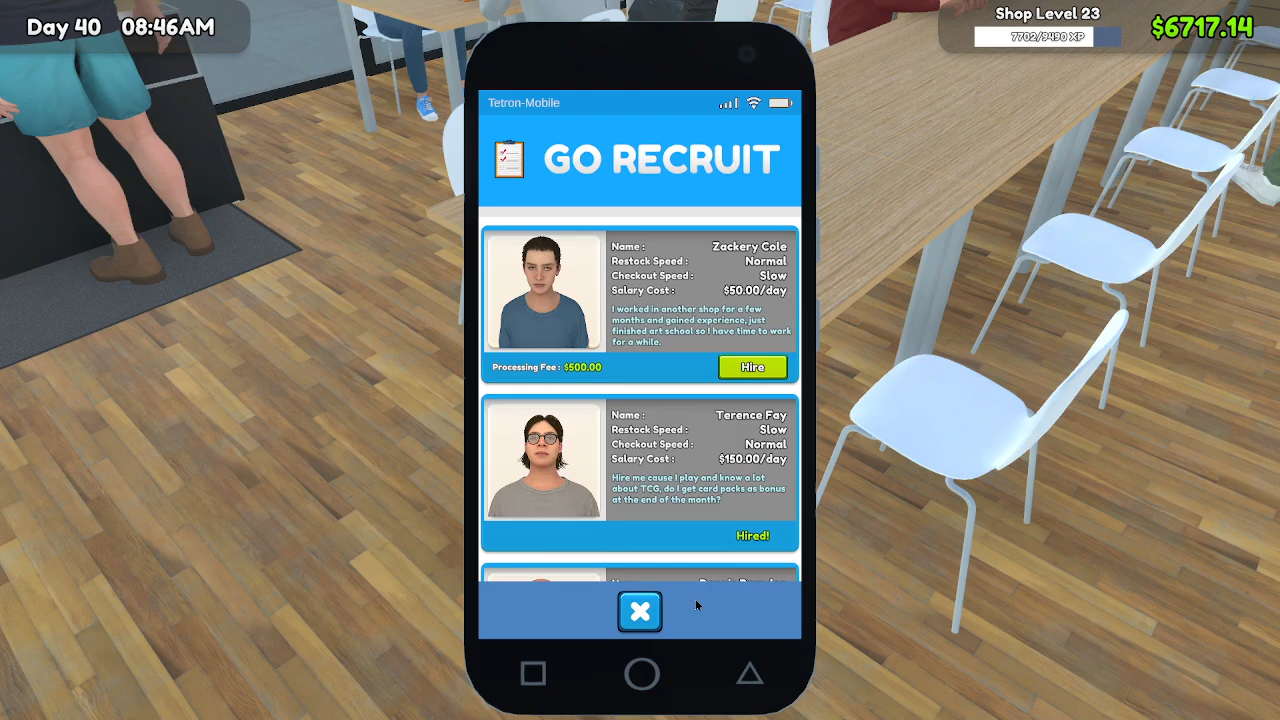 Day 40 08:46AM
Shop Level 23
7702/9490 XP
$6717.14
Tetron-Mobile
GO RECRUIT
Name : Zackery Cole
Restock Speed : Normal
Checkout Speed : Slow
Salary Cost : $50.00/day
I worked in another shop for a few
months and gained experience, just
finished art school so I have time to work
for a while.
Processing Fee : $500.00
Hire
Name : Terence Fay
Restock Speed : Slow
Checkout Speed : Normal
Salary Cost : $150.00/day
Hire me cause I play and know a lot
about TCG, do I get card packs as bonus
at the end of the month?
Hired!